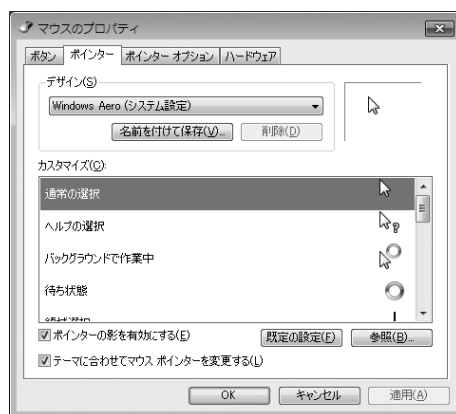 マウスのプロパティ
ボタン ポインター ポインター オプション ハードウェア
デザイン(S)
Windows Aero (システム設定)
名前を付けて保存(V)... 削除(D)
カスタマイズ(C):
通常の選択
ヘルプの選択
バックグラウンドで作業中
待ち状態
領域選択
ポインターの影を有効にする(E) 既定の設定(F) 参照(B)...
テーマに合わせてマウス ポインターを変更する(L)
OK キャンセル 適用(A)